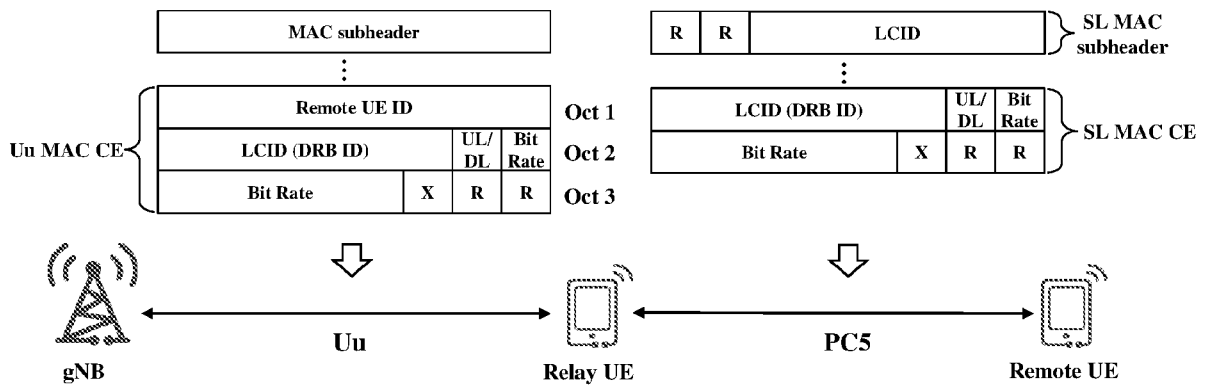 MAC subheader
⋮
Uu MAC CE
Remote UE ID
Oct 1
LCID (DRB ID)
UL/
DL
Bit
Rate
Oct 2
Bit Rate
X
R
R
Oct 3
R
R
LCID
SL MAC
subheader
⋮
LCID (DRB ID)
UL/
DL
Bit
Rate
Bit Rate
X
R
R
SL MAC CE
gNB
Uu
Relay UE
PC5
Remote UE